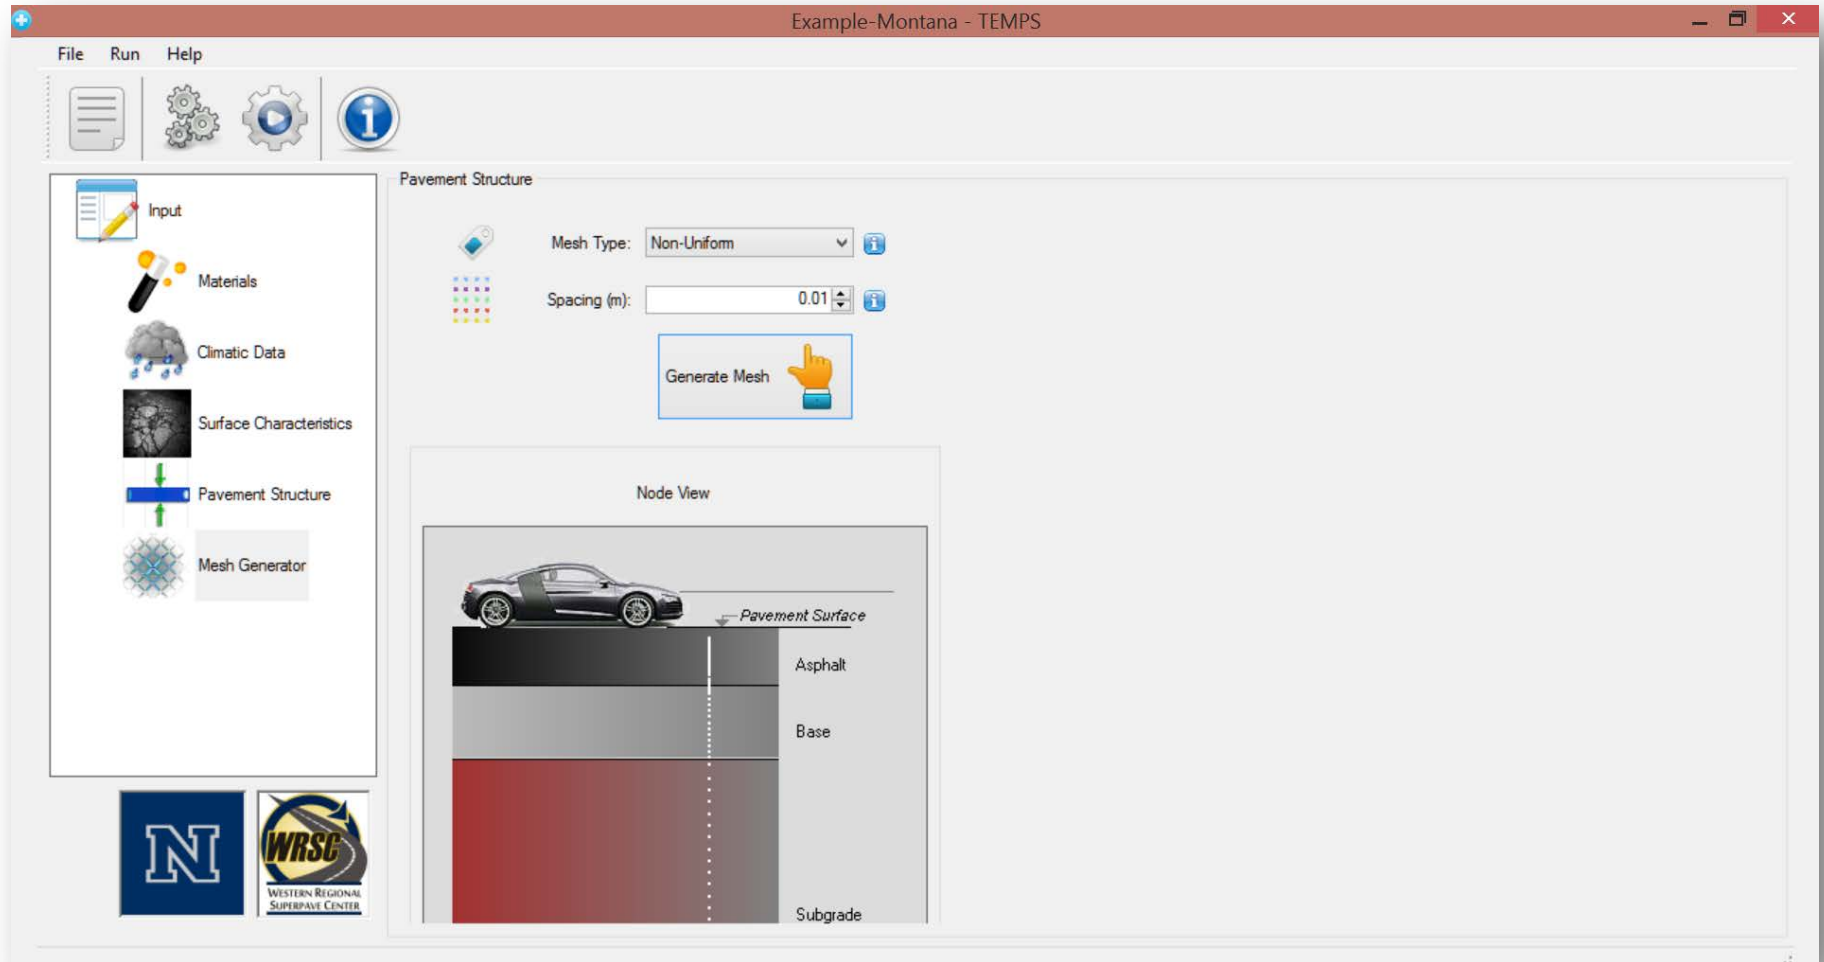 Example-Montana - TEMPS
File Run Help
Input
Materials
Climatic Data
Surface Characteristics
Pavement Structure
Mesh Generator
N
WRSC
WESTERN REGIONAL
SUPERPAVE CENTER
Pavement Structure
Mesh Type: Non-Uniform
Spacing (m): 0.01
Generate Mesh
Node View
Pavement Surface
Asphalt
Base
Subgrade